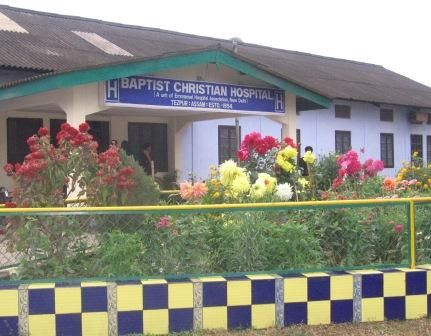 H BAPTIST CHRISTIAN HOSPITAL H
(A unit of Emmanuel Hospital Association, New Delhi)
TEZPUR : ASSAM : ESTD. 1954